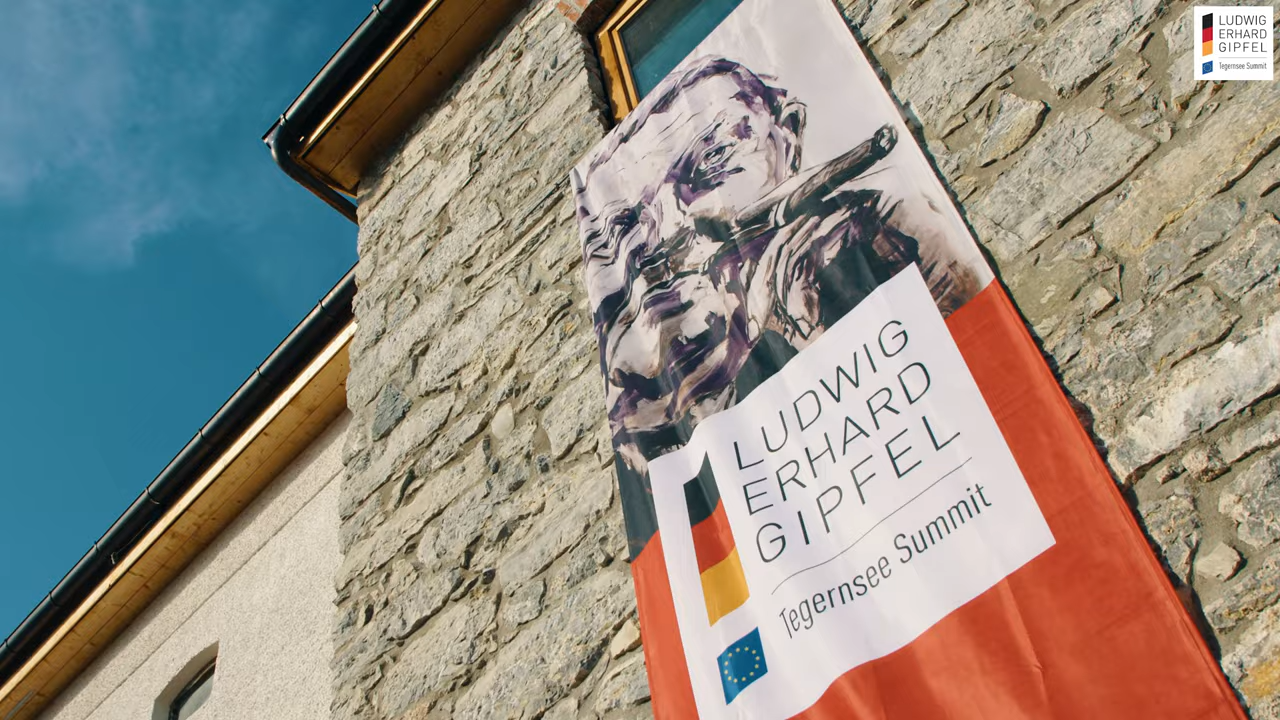 LUDWIG
ERHARD
GIPFEL
Tegernsee Summit
LUDWIG
ERHARD
GIPFEL
Tegernsee Summit